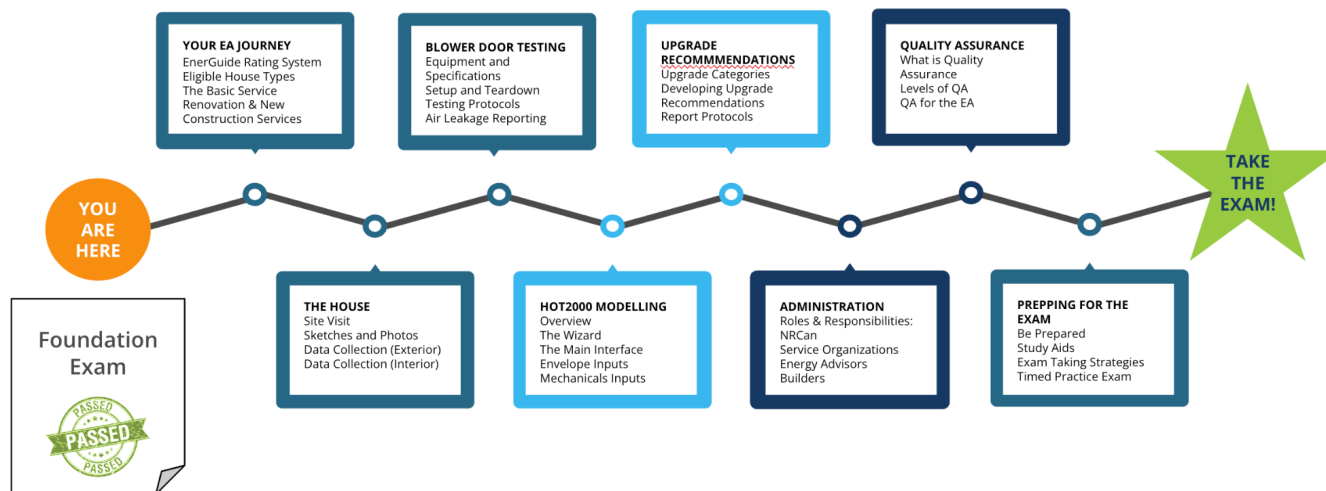 YOUR EA JOURNEY
EnerGuide Rating System
Eligible House Types
The Basic Service
Renovation & New
Construction Services
BLOWER DOOR TESTING
Equipment and
Specifications
Setup and Teardown
Testing Protocols
Air Leakage Reporting
UPGRADE
RECOMMMENDATIONS
Upgrade Categories
Developing Upgrade
Recommendations
Report Protocols
QUALITY ASSURANCE
What is Quality
Assurance
Levels of QA
QA for the EA
YOU
ARE
HERE
TAKE
THE
EXAM!
THE HOUSE
Site Visit
Sketches and Photos
Data Collection (Exterior)
Data Collection (Interior)
HOT2000 MODELLING
Overview
The Wizard
The Main Interface
Envelope Inputs
Mechanicals Inputs
ADMINISTRATION
Roles & Responsibilities:
NRCan
Service Organizations
Energy Advisors
Builders
PREPPING FOR THE
EXAM
Be Prepared
Study Aids
Exam Taking Strategies
Timed Practice Exam
Foundation
Exam
PASSED
PASSED
PASSED